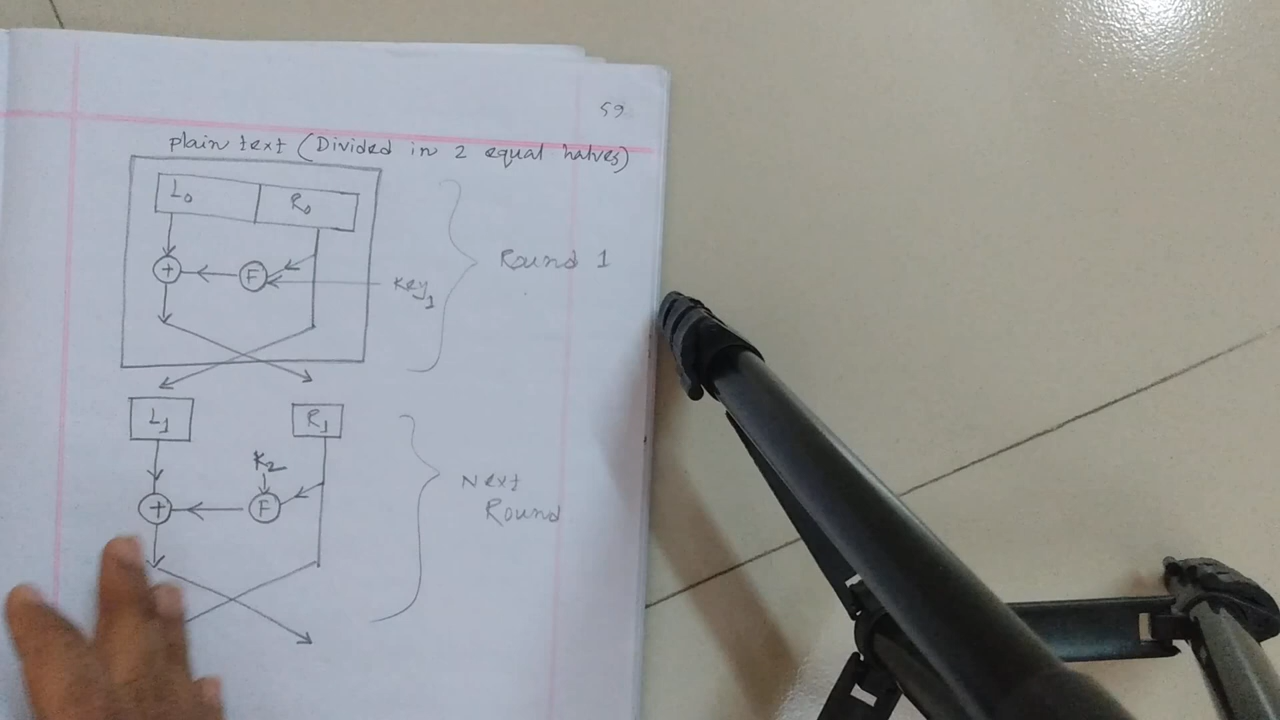 59
plain text (Divided in 2 equal halves)
L0
R0
+
F
Key1
Round 1
L1
R1
K2
+
F
Next
Round